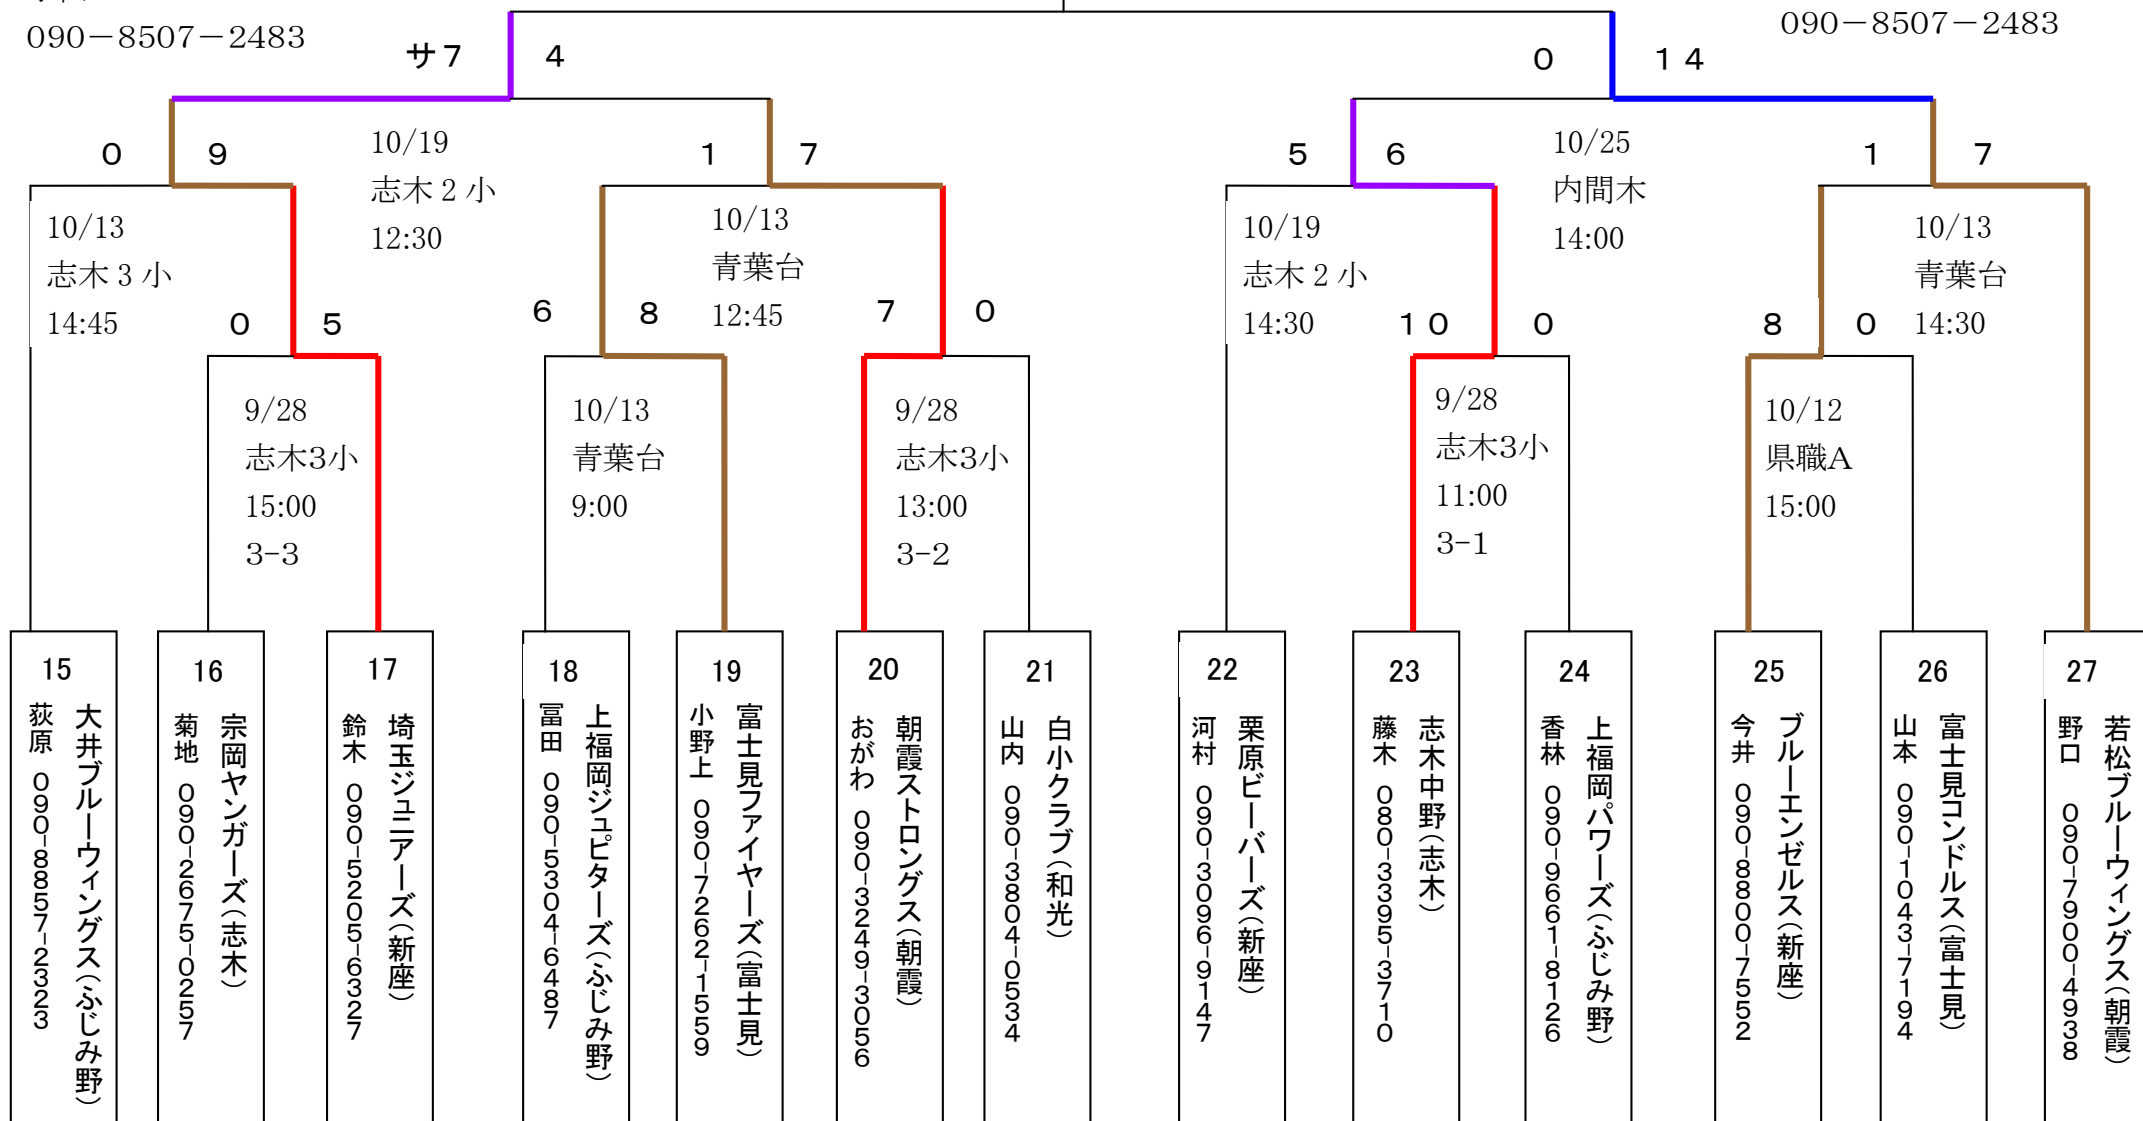 090－8507－2483
090－8507－2483
サ７ ４
０ １４
０ ９
10/19
志木２小
12:30
１ ７
５ ６
10/25
内間木
14:00
１ ７
10/13
志木３小
14:45
10/13
青葉台
12:45
10/19
志木２小
14:30
10/13
青葉台
14:30
０ ５
６ ８
７ ０
１０ ０
８ ０
9/28
志木3小
15:00
3-3
10/13
青葉台
9:00
9/28
志木3小
13:00
3-2
9/28
志木3小
11:00
3-1
10/12
県職A
15:00
15
大井ブルーウィングス（ふじみ野）
荻原 090-8857-2323
16
宗岡ヤンガーズ（志木）
菊地 090-2675-0257
17
埼玉ジュニアーズ（新座）
鈴木 090-5205-6327
18
上福岡ジュピターズ（ふじみ野）
冨田 090-5304-6487
19
富士見ファイヤーズ（富士見）
小野上 090-7262-1559
20
朝霞ストロングス（朝霞）
おがわ 090-3249-3056
21
白小クラブ（和光）
山内 090-3804-0534
22
栗原ビーバーズ（新座）
河村 090-3096-9147
23
志木中野（志木）
藤木 080-3395-3710
24
上福岡パワーズ（ふじみ野）
香林 090-9661-8126
25
ブルーエンゼルス（新座）
今井 090-8800-7552
26
富士見コンドルス（富士見）
山本 090-1043-7194
27
若松ブルーウィングス（朝霞）
野口 090-7900-4938